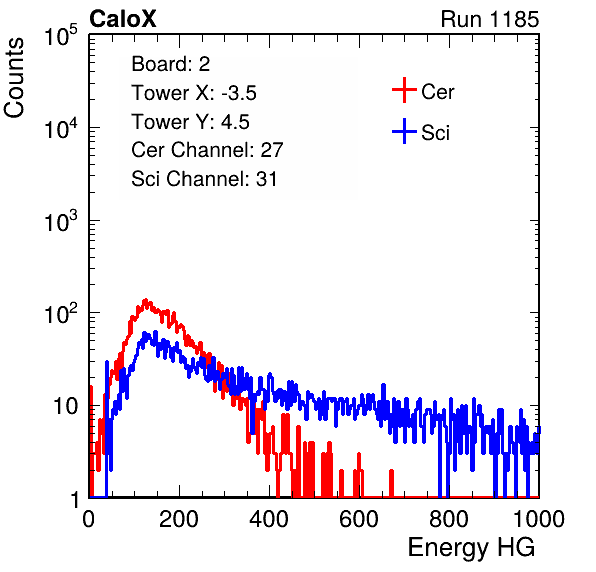 CaloX Run 1185
Counts
10^5
10^4
10^3
10^2
10
1
Board: 2
Tower X: -3.5
Tower Y: 4.5
Cer Channel: 27
Sci Channel: 31
Cer
Sci
0 200 400 600 800 1000
Energy HG